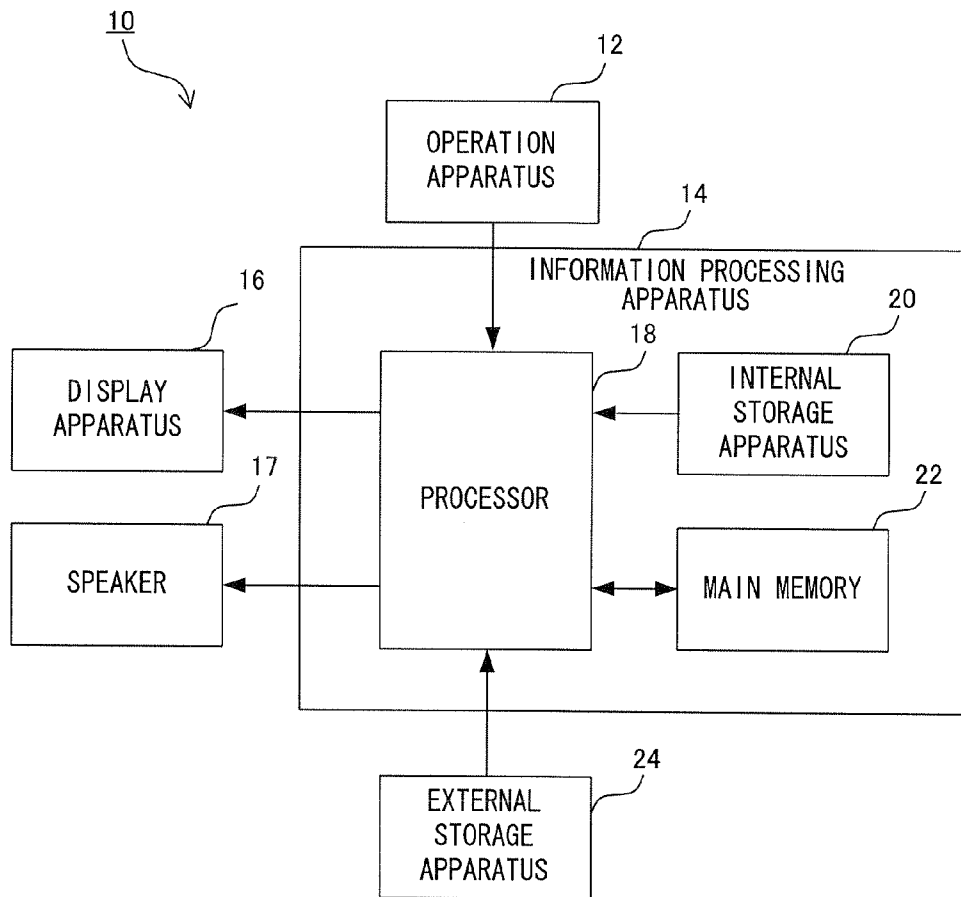 10
12
OPERATION
APPARATUS
14
INFORMATION PROCESSING
APPARATUS
16
DISPLAY
APPARATUS
18
PROCESSOR
20
INTERNAL
STORAGE
APPARATUS
17
SPEAKER
22
MAIN MEMORY
24
EXTERNAL
STORAGE
APPARATUS